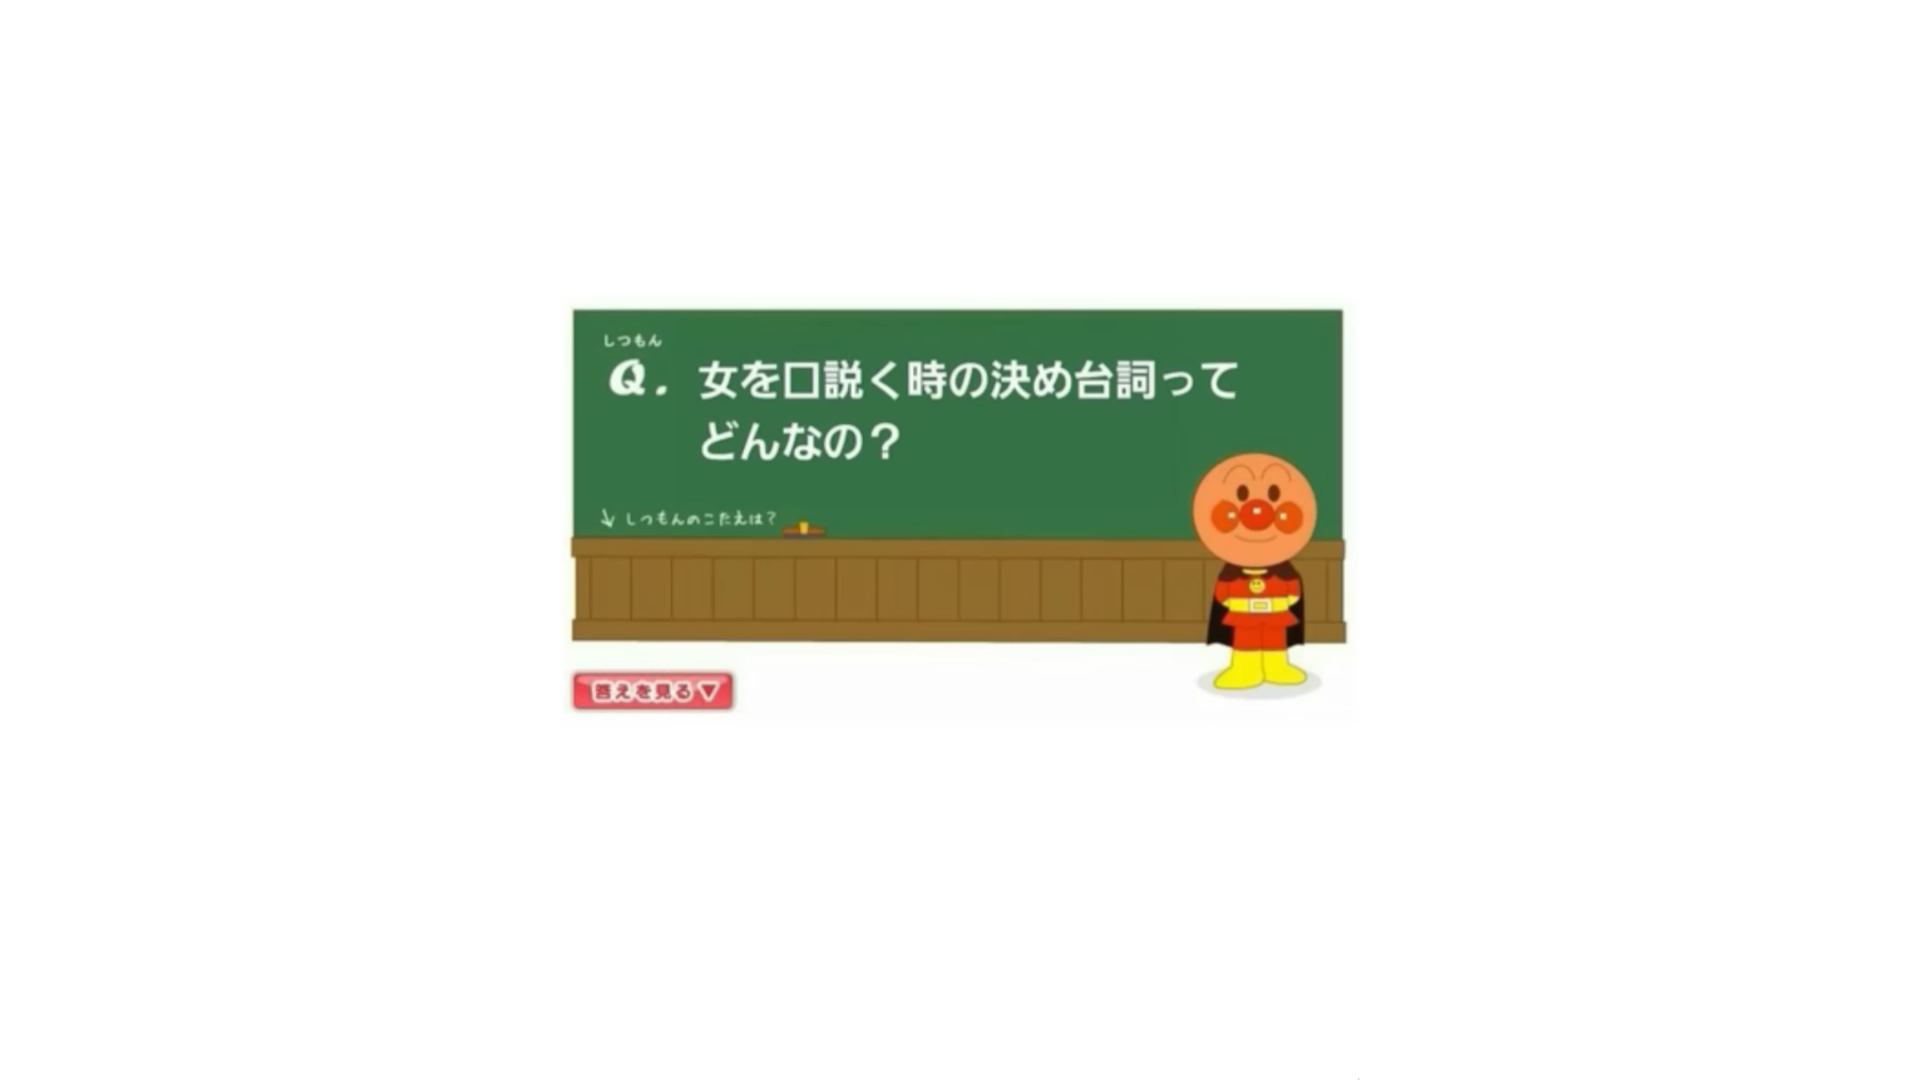 しつもん
Q. 女を口説く時の決め台詞って
どんなの？
↓ しつもんのこたえは？
答えを見る▼